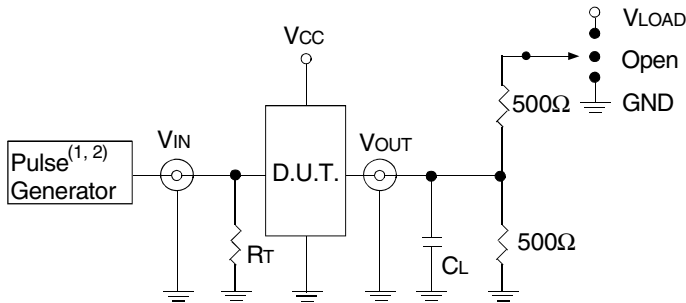 VLOAD
VCC
Open
500Ω
GND
VIN
VOUT
Pulse(1, 2)
Generator
D.U.T.
RT
CL
500Ω